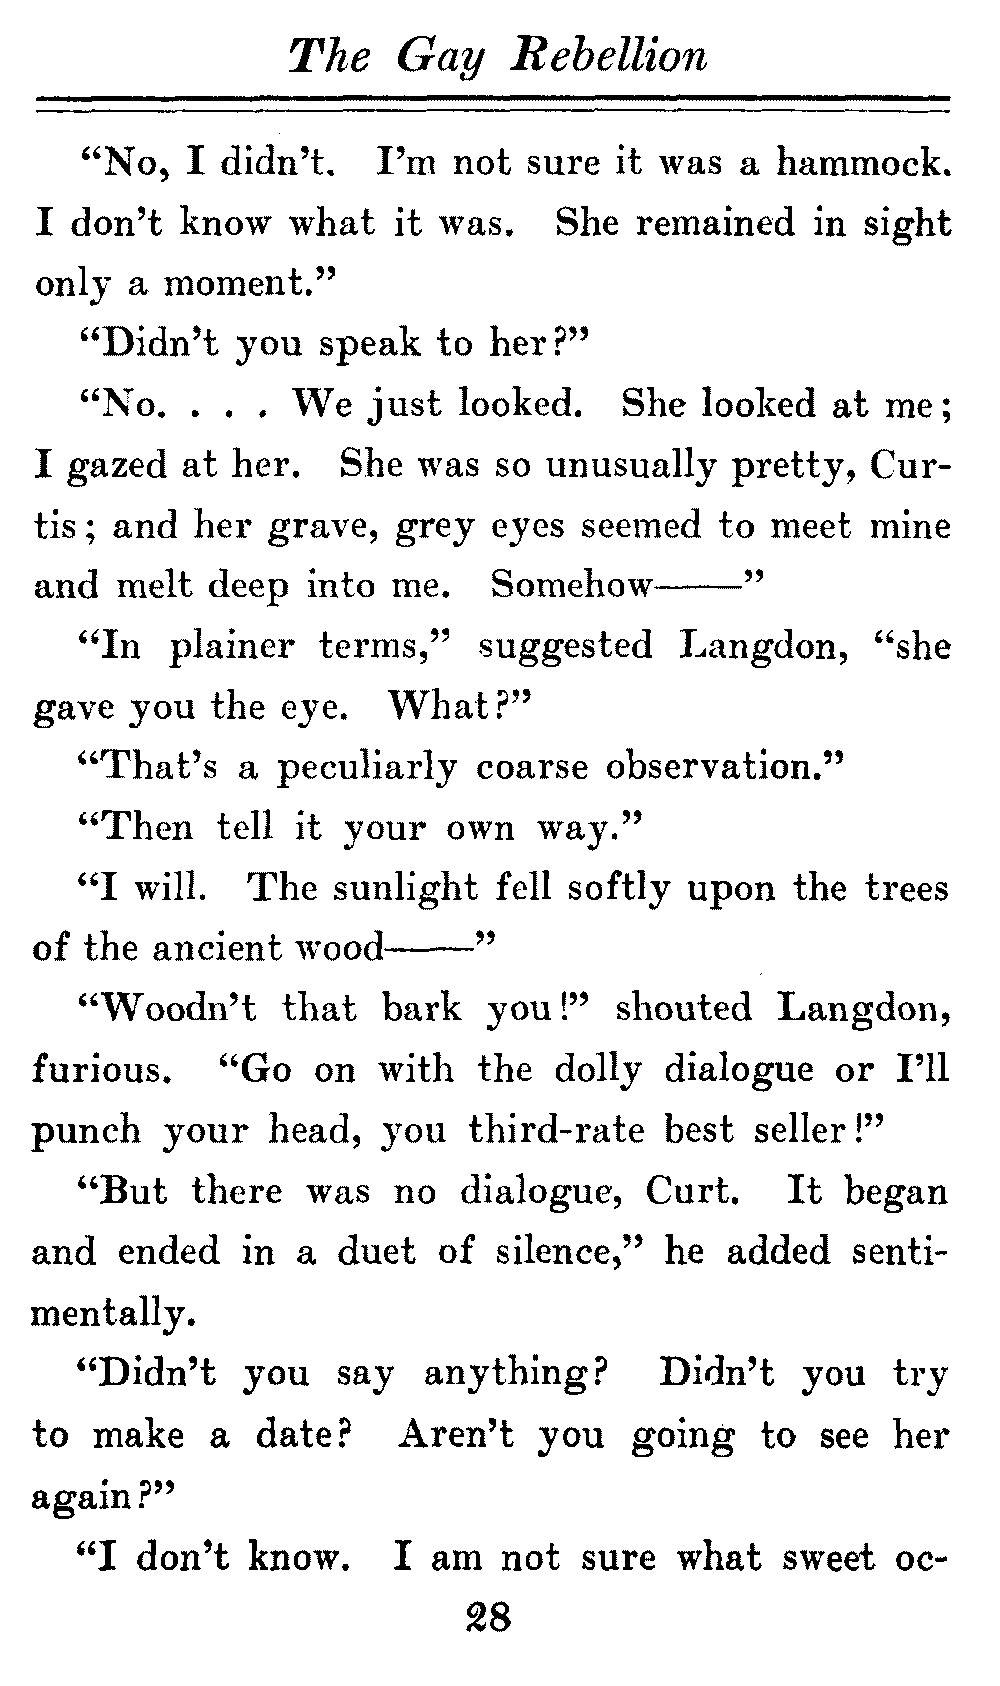 The Gay Rebellion
“No, I didn’t. I’m not sure it was a hammock.
I don’t know what it was. She remained in sight
only a moment.”
“Didn’t you speak to her?”
“No. . . . We just looked. She looked at me;
I gazed at her. She was so unusually pretty, Cur-
tis; and her grave, grey eyes seemed to meet mine
and melt deep into me. Somehow——”
“In plainer terms,” suggested Langdon, “she
gave you the eye. What?”
“That’s a peculiarly coarse observation.”
“Then tell it your own way.”
“I will. The sunlight fell softly upon the trees
of the ancient wood——”
“Woodn’t that bark you!” shouted Langdon,
furious. “Go on with the dolly dialogue or I’ll
punch your head, you third-rate best seller!”
“But there was no dialogue, Curt. It began
and ended in a duet of silence,” he added senti-
mentally.
“Didn’t you say anything? Didn’t you try
to make a date? Aren’t you going to see her
again?”
“I don’t know. I am not sure what sweet oc-
28